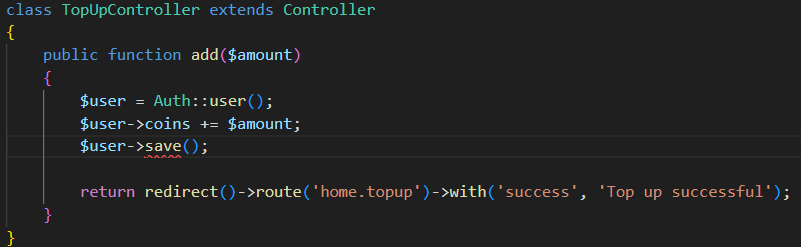 class TopUpController extends Controller
{
public function add($amount)
{
$user = Auth::user();
$user->coins += $amount;
$user->save();
return redirect()->route('home.topup')->with('success', 'Top up successful');
}
}